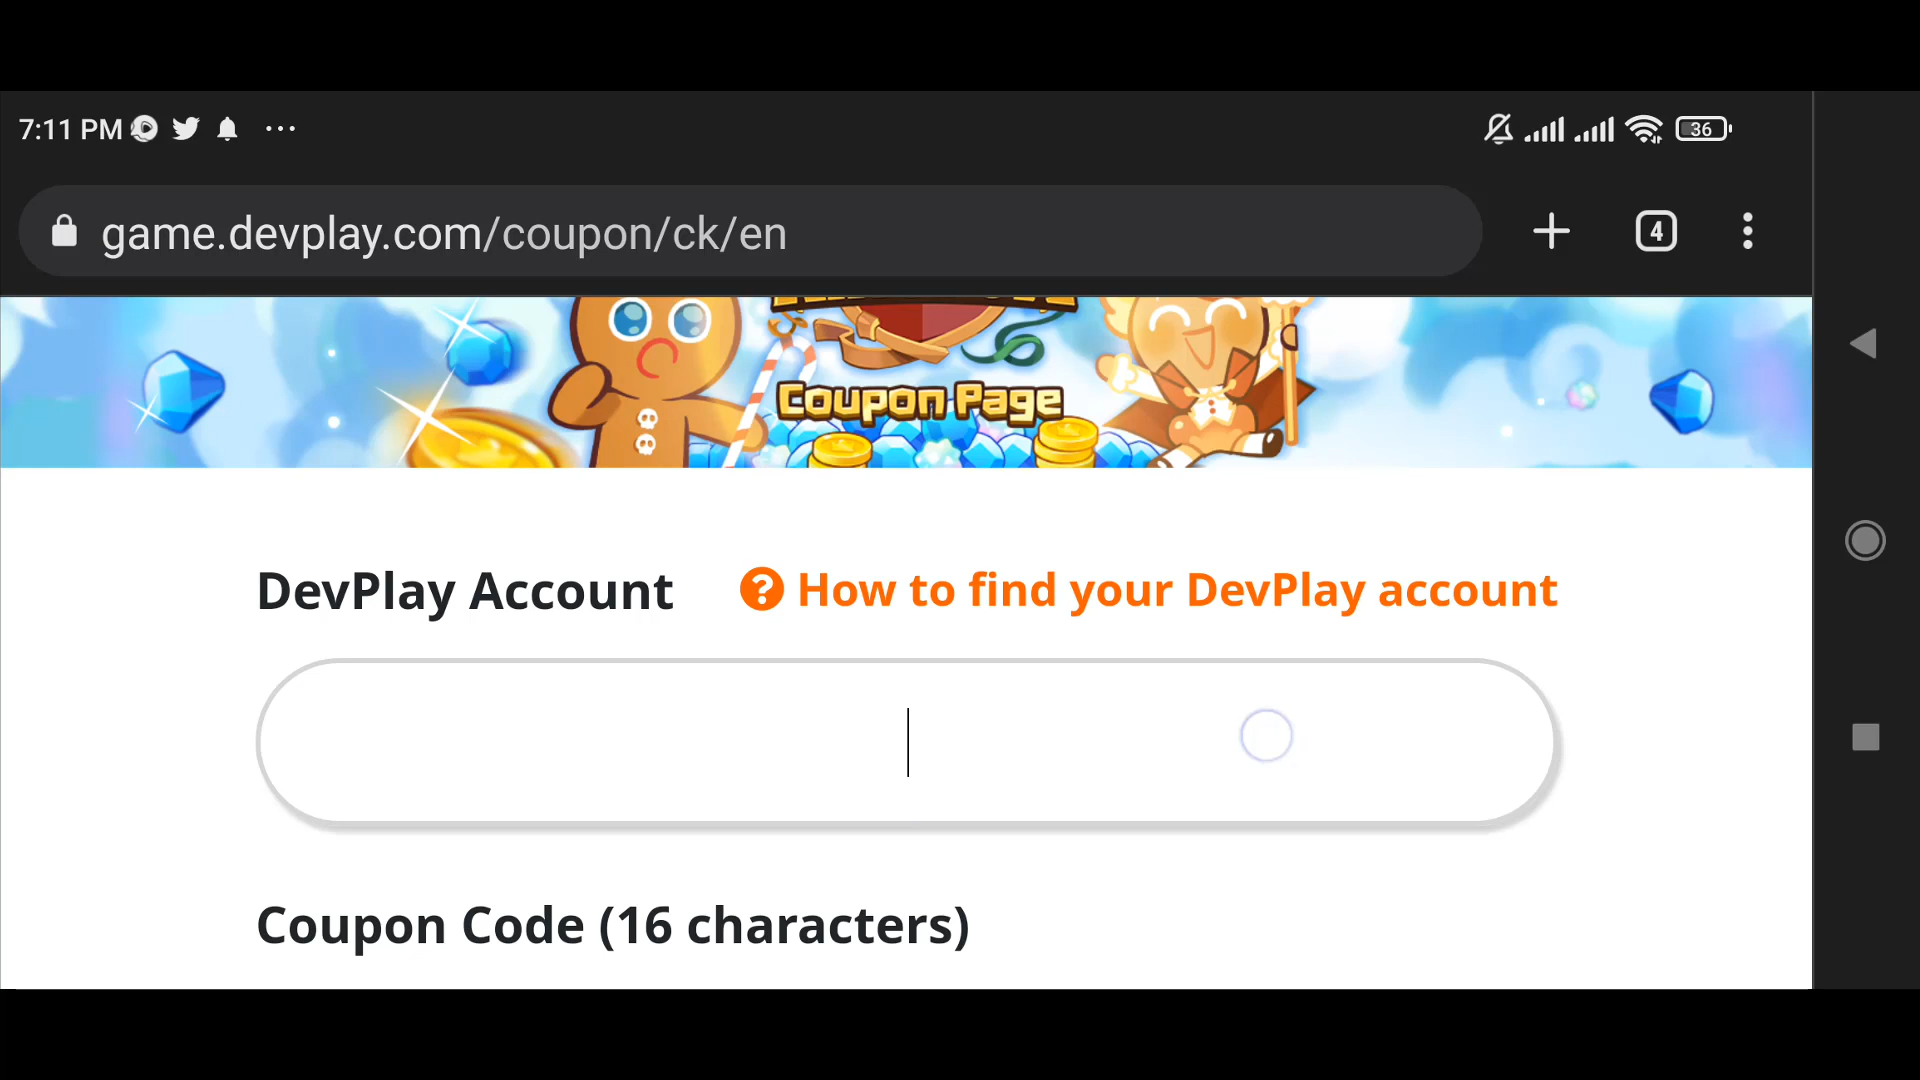 7:11 PM
36
game.devplay.com/coupon/ck/en
4
Coupon Page
DevPlay Account
? How to find your DevPlay account
Coupon Code (16 characters)